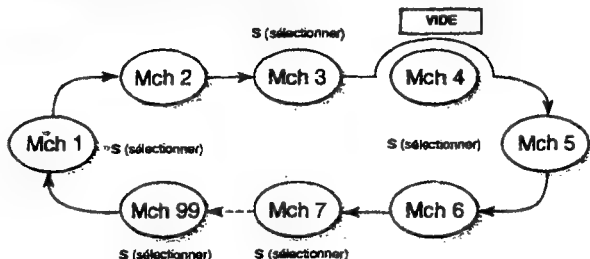 VIDE
S (sélectionner)
Mch 2
Mch 3
Mch 4
Mch 1
S (sélectionner)
S (sélectionner)
Mch 5
Mch 99
Mch 7
Mch 6
S (sélectionner)
S (sélectionner)